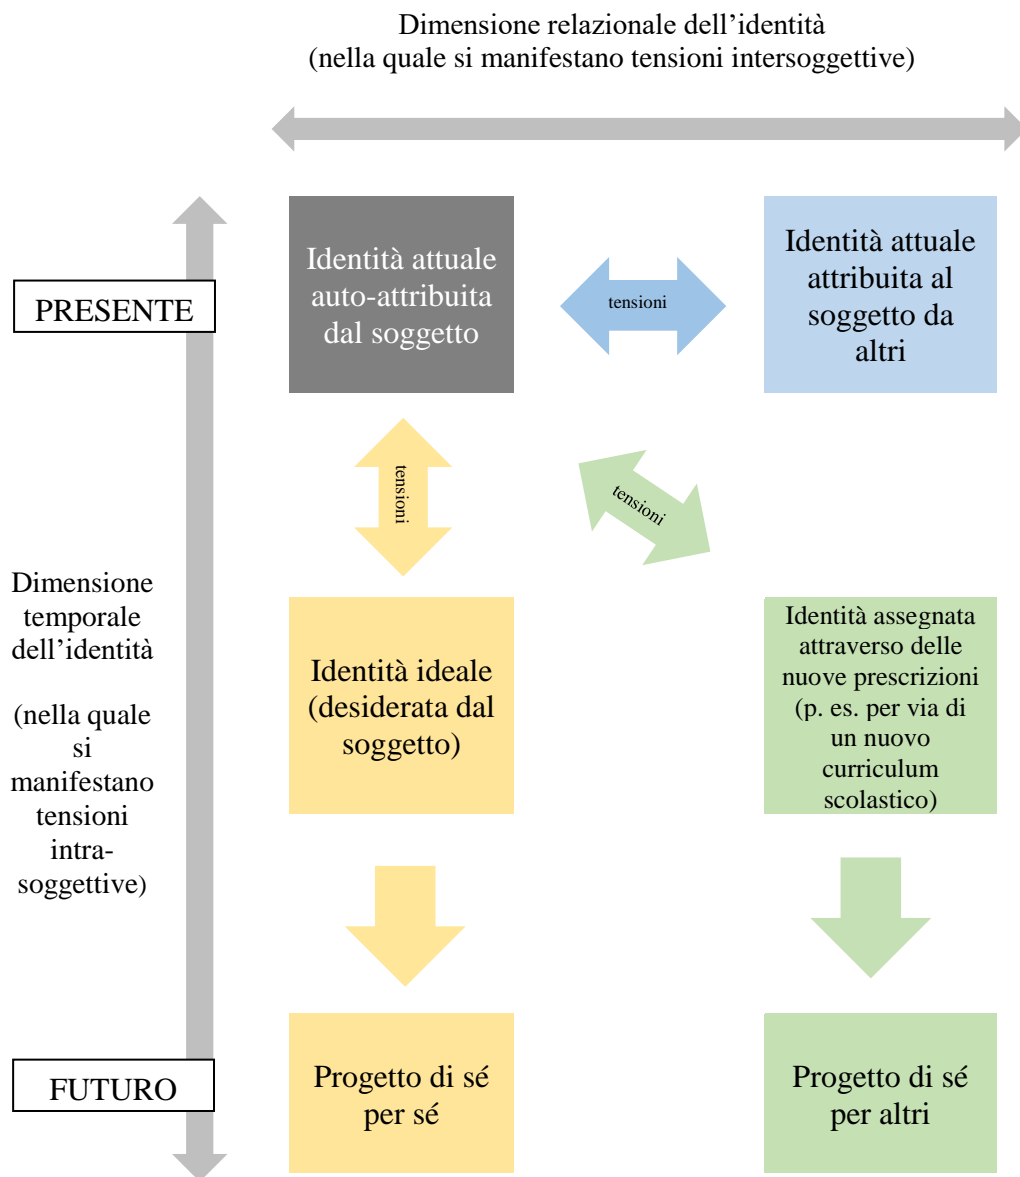 Dimensione relazionale dell’identità
(nella quale si manifestano tensioni intersoggettive)
PRESENTE
Identità attuale
auto-attribuita
dal soggetto
tensioni
Identità attuale
attribuita al
soggetto da
altri
tensioni
tensioni
Dimensione
temporale
dell’identità
(nella quale
si
manifestano
tensioni
intra-
soggettive)
Identità ideale
(desiderata dal
soggetto)
Identità assegnata
attraverso delle
nuove prescrizioni
(p. es. per via di
un nuovo
curriculum
scolastico)
FUTURO
Progetto di sé
per sé
Progetto di sé
per altri